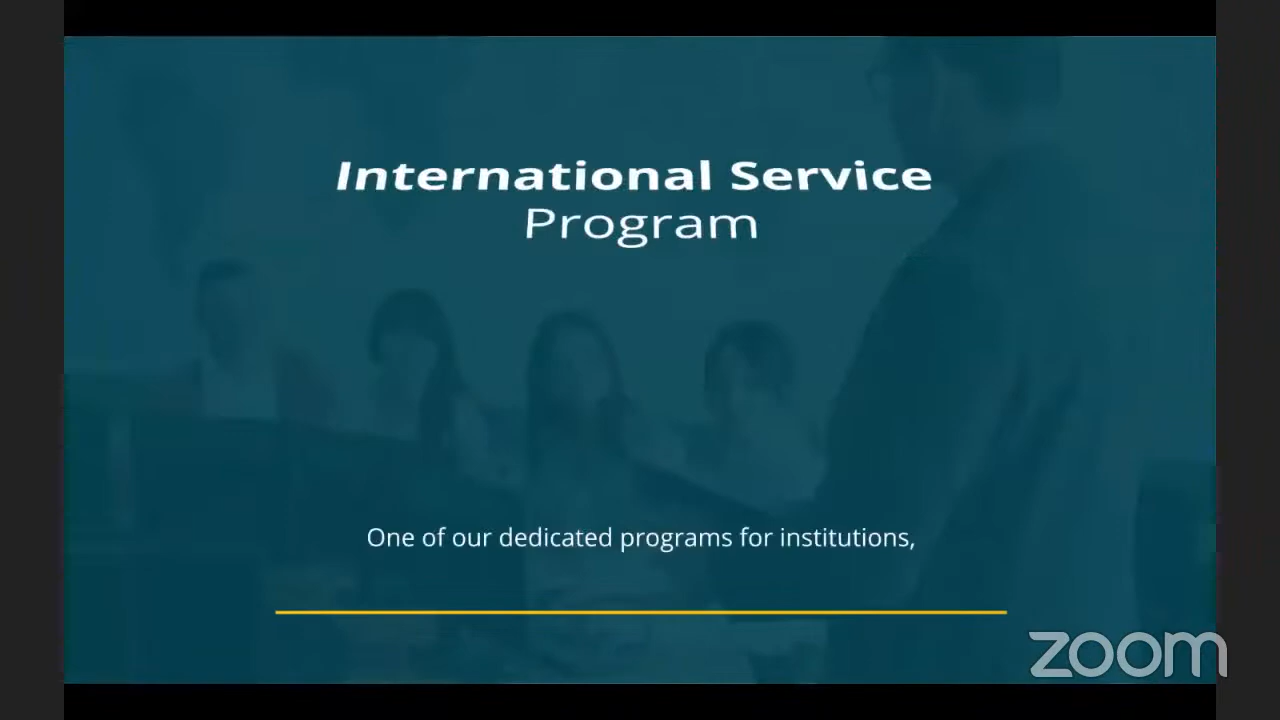 International Service
Program
One of our dedicated programs for institutions,
zoom